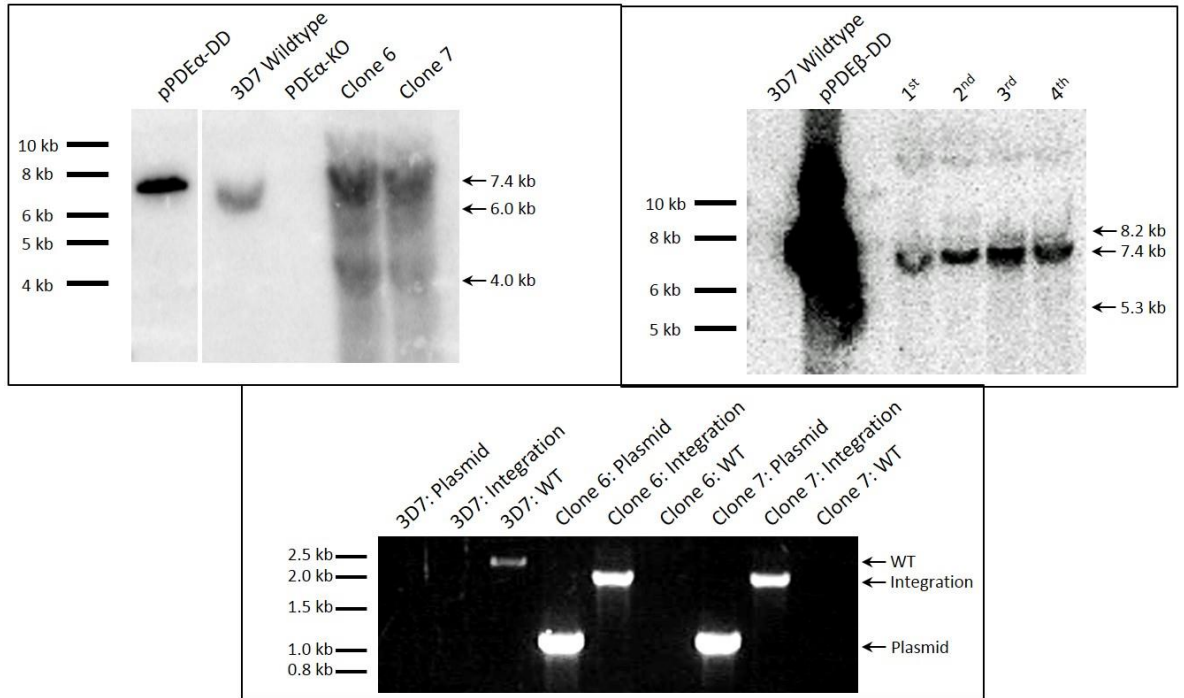 pPDEα-DD
3D7 Wildtype
PDEα-KO
Clone 6
Clone 7
10 kb
8 kb
6 kb
5 kb
4 kb
7.4 kb
6.0 kb
4.0 kb
3D7 Wildtype
pPDEβ-DD
1st
2nd
3rd
4th
10 kb
8 kb
6 kb
5 kb
8.2 kb
7.4 kb
5.3 kb
3D7: Plasmid
3D7: Integration
3D7: WT
Clone 6: Plasmid
Clone 6: Integration
Clone 6: WT
Clone 7: Plasmid
Clone 7: Integration
Clone 7: WT
2.5 kb
2.0 kb
1.5 kb
1.0 kb
0.8 kb
WT
Integration
Plasmid